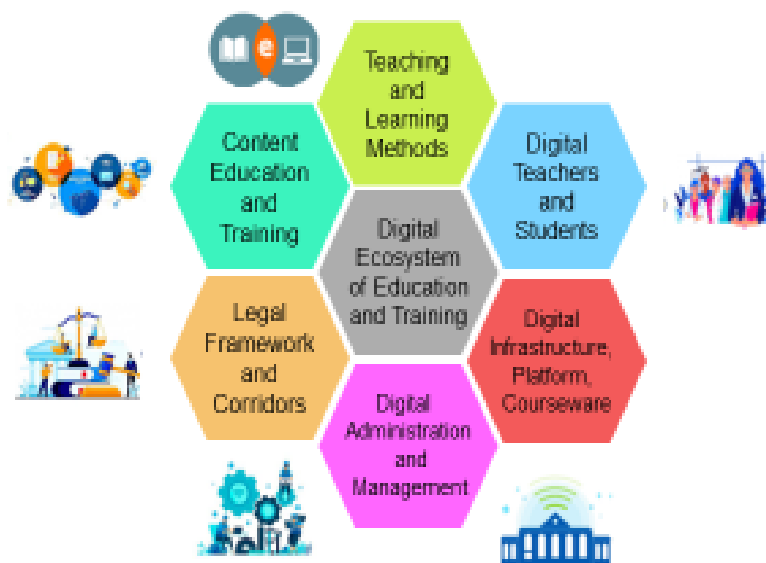 e
Teaching
and
Learning
Methods
Content
Education
and
Training
Digital
Teachers
and
Students
Digital
Ecosystem
of Education
and Training
Legal
Framework
and
Corridors
Digital
Infrastructure,
Platform,
Courseware
Digital
Administration
and
Management